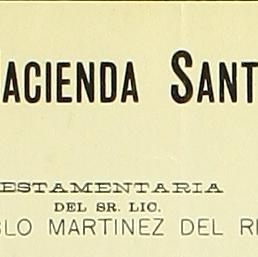 ACIENDA SANT
ESTAMENTARIA
DEL SR. LIC.
BLO MARTINEZ DEL R